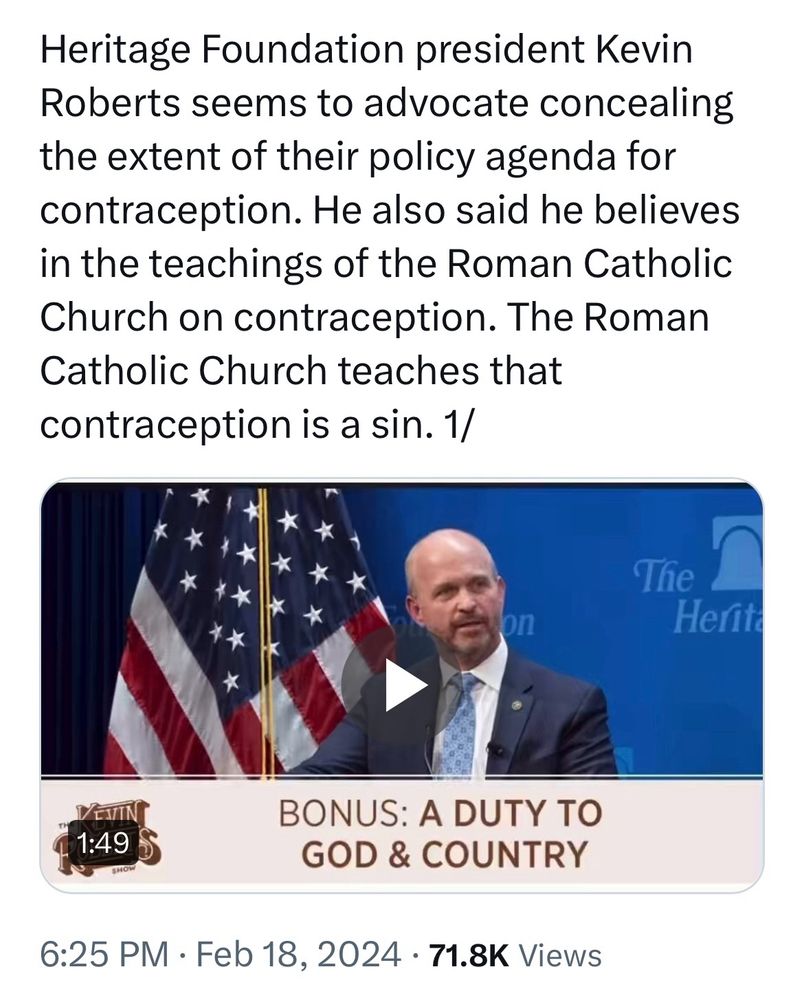 Heritage Foundation president Kevin
Roberts seems to advocate concealing
the extent of their policy agenda for
contraception. He also said he believes
in the teachings of the Roman Catholic
Church on contraception. The Roman
Catholic Church teaches that
contraception is a sin. 1/
The
Herita
on
THE
KEVIN
SHOW
1:49
BONUS: A DUTY TO
GOD & COUNTRY
6:25 PM · Feb 18, 2024 · 71.8K Views